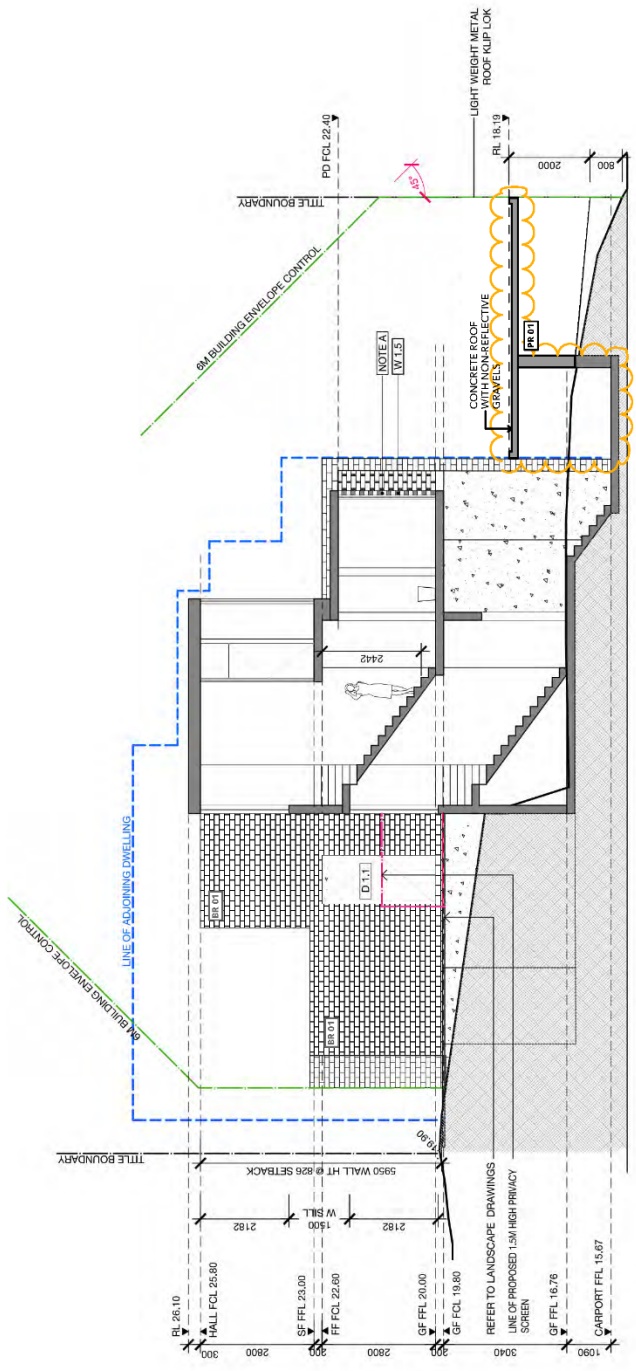 TITLE BOUNDARY
6M BUILDING ENVELOPE CONTROL
LINE OF ADJOINING DWELLING
6M BUILDING ENVELOPE CONTROL
TITLE BOUNDARY
45°
PD FCL 22.40
LIGHT WEIGHT METAL
ROOF KLIP LOK
RL 18.19
2000
800
NOTE A
W 1.5
CONCRETE ROOF
WITH NON-REFLECTIVE
GRAVELS
PR 01
2442
BR 01
BR 01
D 1.1
19.90
5950 WALL HT @ 826 SETBACK
2182
1500
W SILL
2182
RL 26.10
HALL FCL 25.80
SF FFL 23.00
FF FCL 22.60
GF FFL 20.00
GF FCL 19.80
REFER TO LANDSCAPE DRAWINGS
LINE OF PROPOSED 1.5M HIGH PRIVACY
SCREEN
GF FFL 16.76
CARPORT FFL 15.67
300
2800
300
2800
300
3040
1090